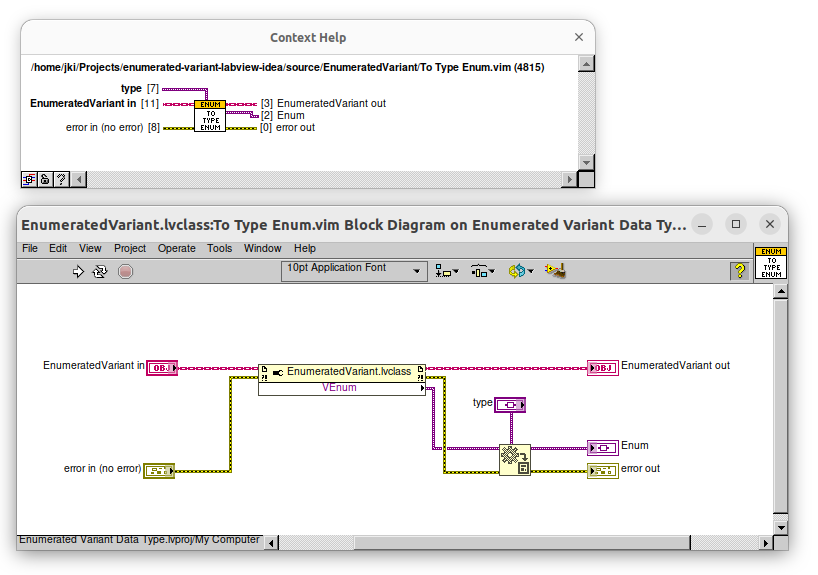 Context Help
/home/jki/Projects/enumerated-variant-labview-idea/source/EnumeratedVariant/To Type Enum.vim (4815)
type [7]
EnumeratedVariant in [11]
[3] EnumeratedVariant out
[2] Enum
error in (no error) [8]
[0] error out
ENUM
TO
TYPE
ENUM
EnumeratedVariant.lvclass:To Type Enum.vim Block Diagram on Enumerated Variant Data Ty...
File Edit View Project Operate Tools Window Help
10pt Application Font
?
ENUM
TO
TYPE
ENUM
EnumeratedVariant in
OBJ
EnumeratedVariant.lvclass
VEnum
OBJ
EnumeratedVariant out
type
Enum
error in (no error)
error out
Enumerated Variant Data Type.lvproj/My Computer